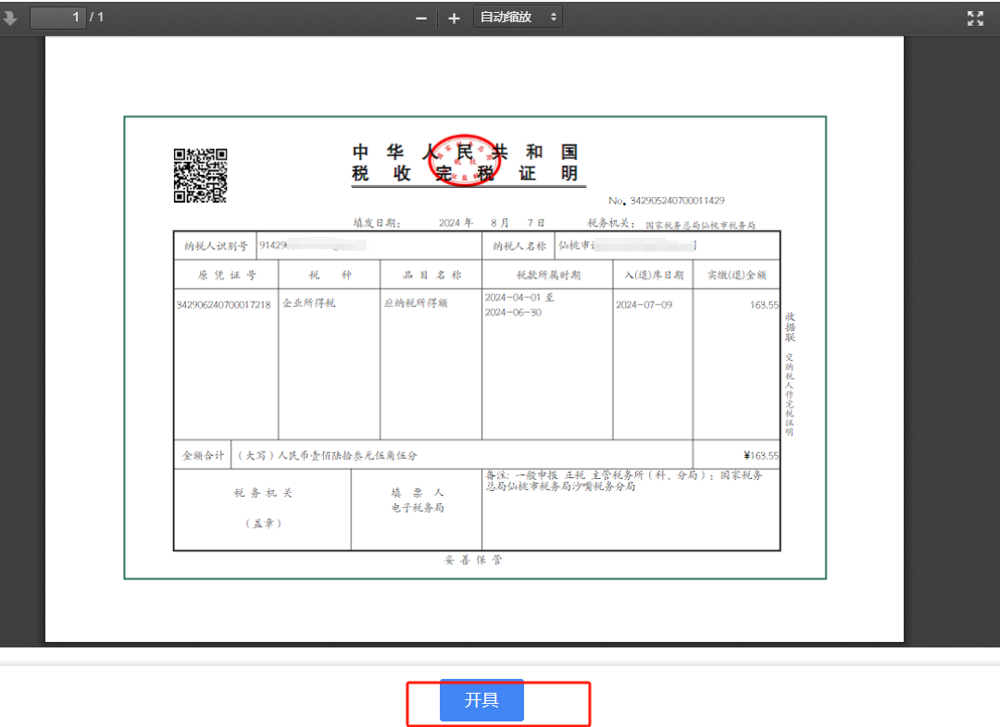 1 / 1 自动缩放
中华人民共和国
税收完税证明
No. 342905240700011429
填发日期: 2024 年 8 月 7 日 税务机关: 国家税务总局仙桃市税务局
纳税人识别号 91429 纳税人名称 仙桃市
原凭证号 税种 品目名称 税款所属时期 入(退)库日期 实缴(退)金额
342906240700017218 企业所得税 应纳税所得额 2024-04-01 至 2024-07-09 163.55
2024-06-30
收据联 交纳税人作完税证明
金额合计 (大写)人民币壹佰陆拾叁元伍角伍分 ¥163.55
税务机关
(盖章)
填票人
电子税务局
备注: 一般申报 正税 主管税务所(科、分局): 国家税务
总局仙桃市税务局沙嘴税务分局
妥善保管
开具